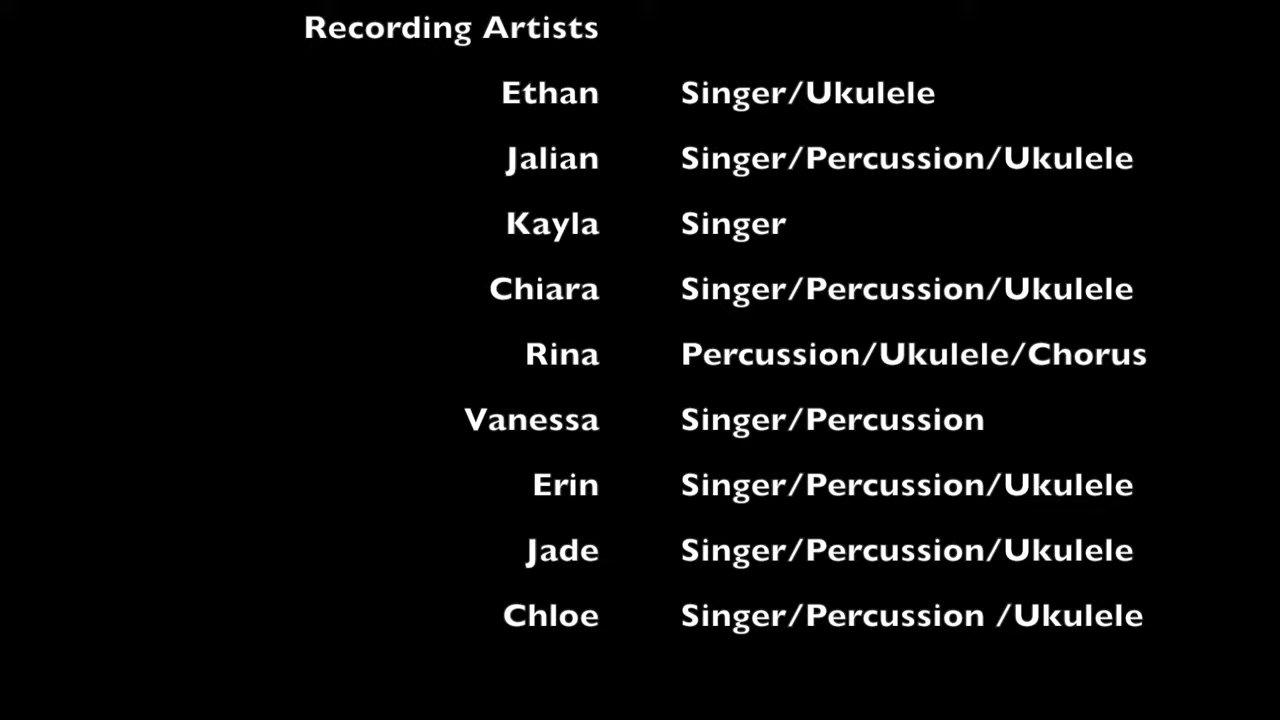 Recording Artists
Ethan Singer/Ukulele
Jalian Singer/Percussion/Ukulele
Kayla Singer
Chiara Singer/Percussion/Ukulele
Rina Percussion/Ukulele/Chorus
Vanessa Singer/Percussion
Erin Singer/Percussion/Ukulele
Jade Singer/Percussion/Ukulele
Chloe Singer/Percussion /Ukulele